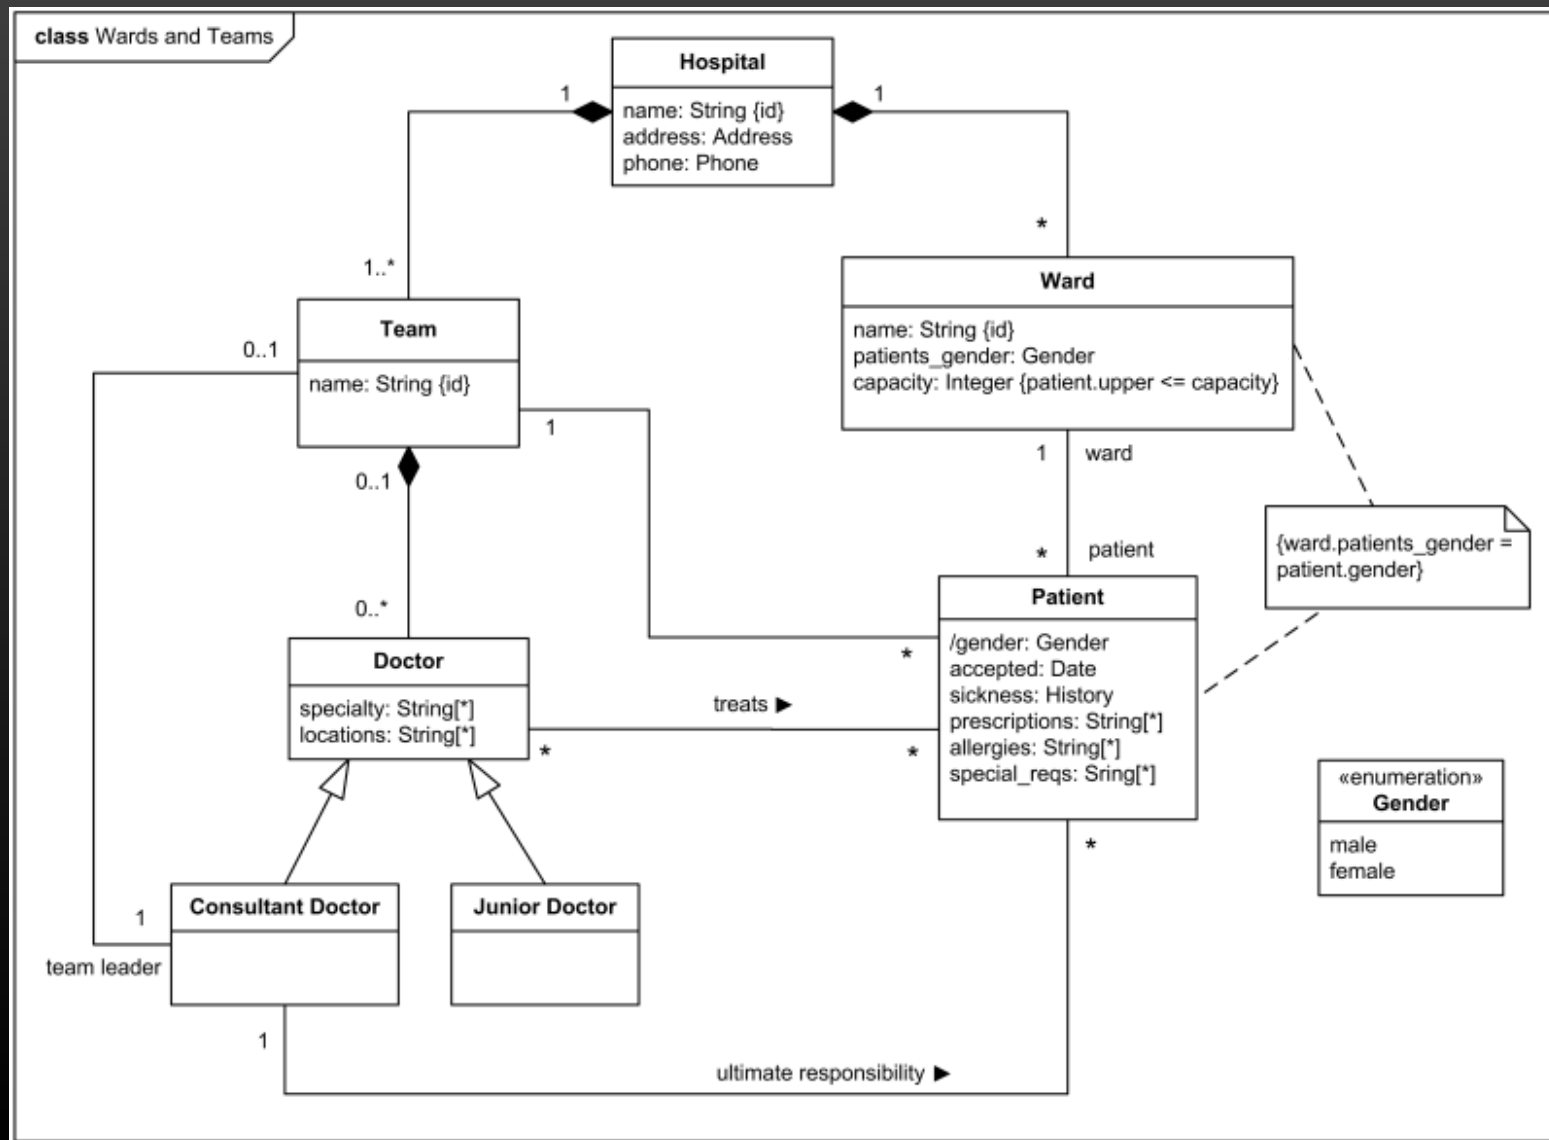 class Wards and Teams
Hospital
name: String {id}
address: Address
phone: Phone
1
1
1..*
*
Team
name: String {id}
0..1
1
0..1
0..*
Ward
name: String {id}
patients_gender: Gender
capacity: Integer {patient.upper <= capacity}
1
ward
*
patient
{ward.patients_gender =
patient.gender}
Doctor
specialty: String[*]
locations: String[*]
treats ▶
*
*
*
Patient
/gender: Gender
accepted: Date
sickness: History
prescriptions: String[*]
allergies: String[*]
special_reqs: Sring[*]
*
«enumeration»
Gender
male
female
Consultant Doctor
Junior Doctor
1
team leader
1
ultimate responsibility ▶